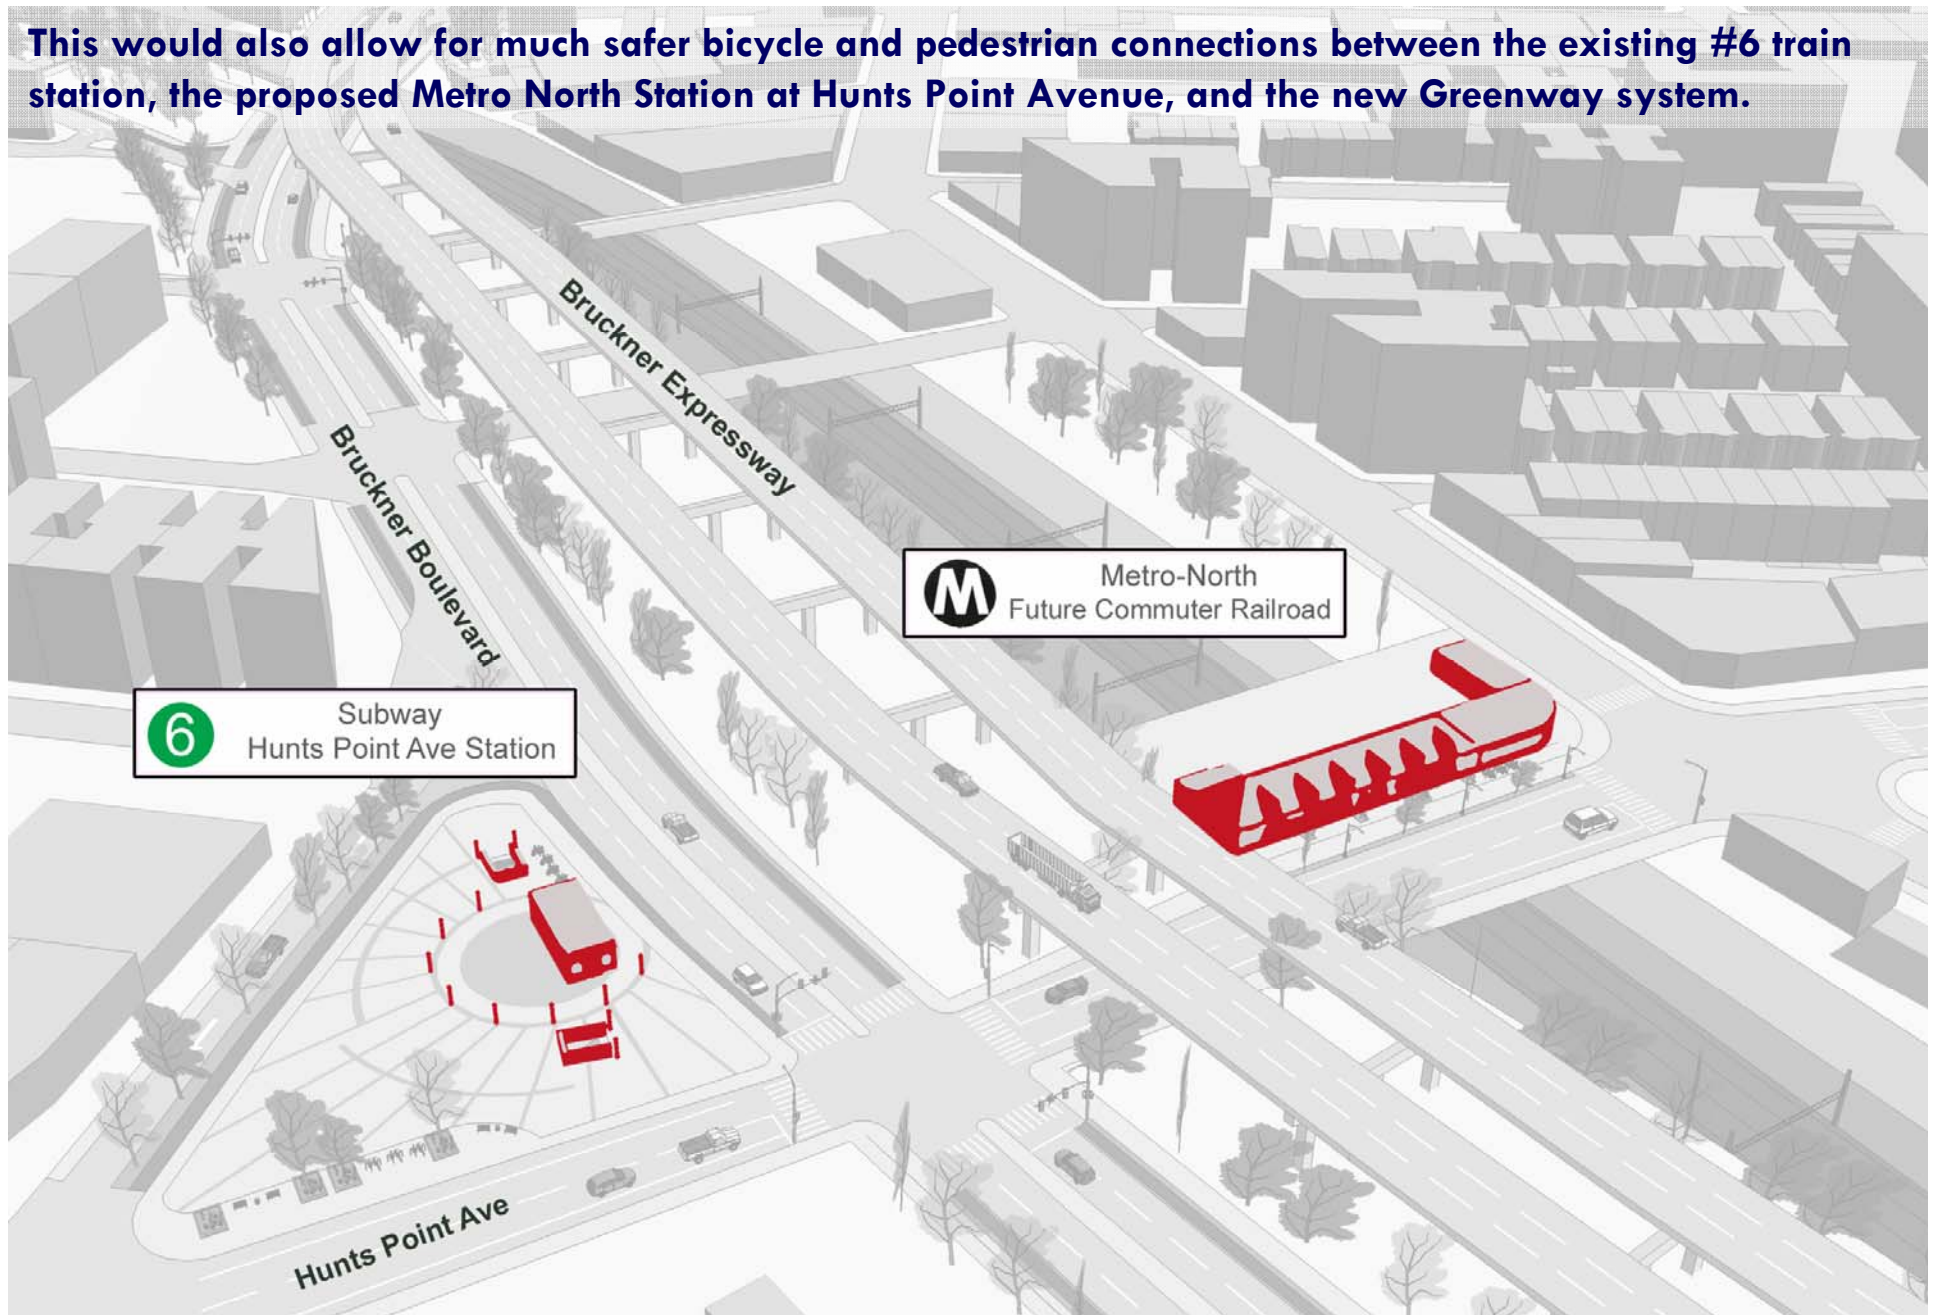 This would also allow for much safer bicycle and pedestrian connections between the existing #6 train
station, the proposed Metro North Station at Hunts Point Avenue, and the new Greenway system.
Bruckner Expressway
Bruckner Boulevard
M
Metro-North
Future Commuter Railroad
6
Subway
Hunts Point Ave Station
Hunts Point Ave